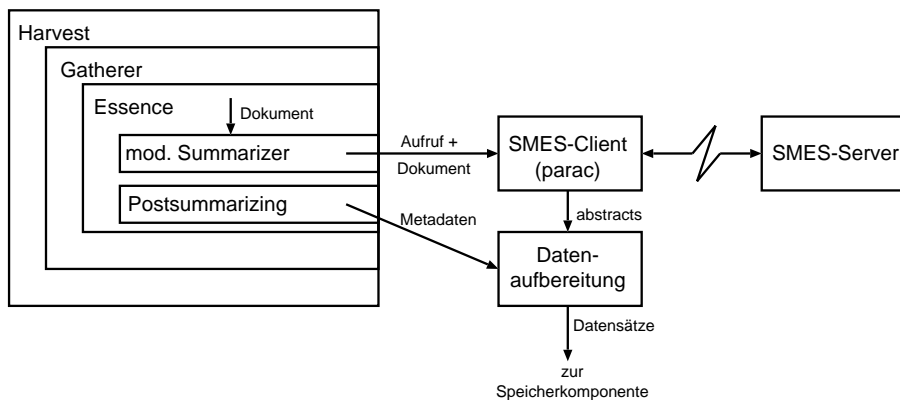 Harvest
Gatherer
Essence
Dokument
mod. Summarizer
Aufruf +
Dokument
SMES-Client
(parac)
SMES-Server
Postsummarizing
Metadaten
abstracts
Daten-
aufbereitung
Datensätze
zur
Speicherkomponente